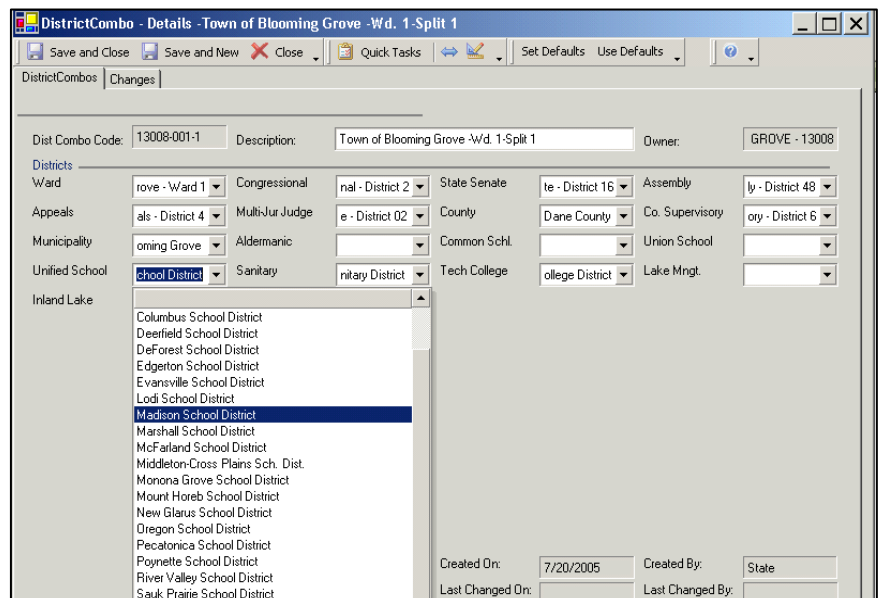 DistrictCombo - Details -Town of Blooming Grove -Wd. 1-Split 1
Save and Close Save and New Close Quick Tasks Set Defaults Use Defaults
DistrictCombos Changes
Dist Combo Code: 13008-001-1 Description: Town of Blooming Grove -Wd. 1-Split 1 Owner: GROVE - 13008
Districts
Ward rove - Ward 1 Congressional nal - District 2 State Senate te - District 16 Assembly ly - District 48
Appeals als - District 4 Multi-Jur Judge e - District 02 County Dane County Co. Supervisory ory - District 6
Municipality oming Grove Aldermanic Common Schl. Union School
Unified School chool District Sanitary nitary District Tech College ollege District Lake Mngt.
Inland Lake
Columbus School District
Deerfield School District
DeForest School District
Edgerton School District
Evansville School District
Lodi School District
Madison School District
Marshall School District
McFarland School District
Middleton-Cross Plains Sch. Dist.
Monona Grove School District
Mount Horeb School District
New Glarus School District
Oregon School District
Pecatonica School District
Poynette School District
River Valley School District
Sauk Prairie School District
Created On: 7/20/2005 Created By: State
Last Changed On: Last Changed By: